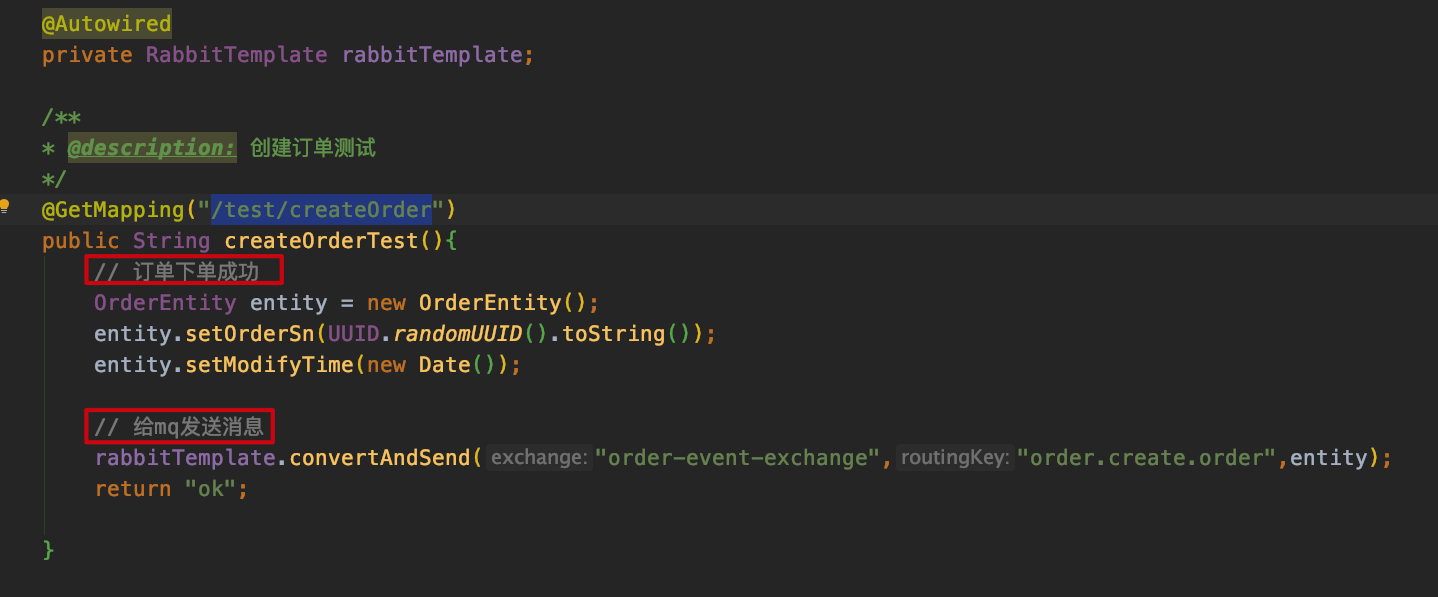 @Autowired
private RabbitTemplate rabbitTemplate;
/**
* @description: 创建订单测试
*/
@GetMapping("/test/createOrder")
public String createOrderTest(){
// 订单下单成功
OrderEntity entity = new OrderEntity();
entity.setOrderSn(UUID.randomUUID().toString());
entity.setModifyTime(new Date());
// 给mq发送消息
rabbitTemplate.convertAndSend( exchange: "order-event-exchange", routingKey: "order.create.order",entity);
return "ok";
}